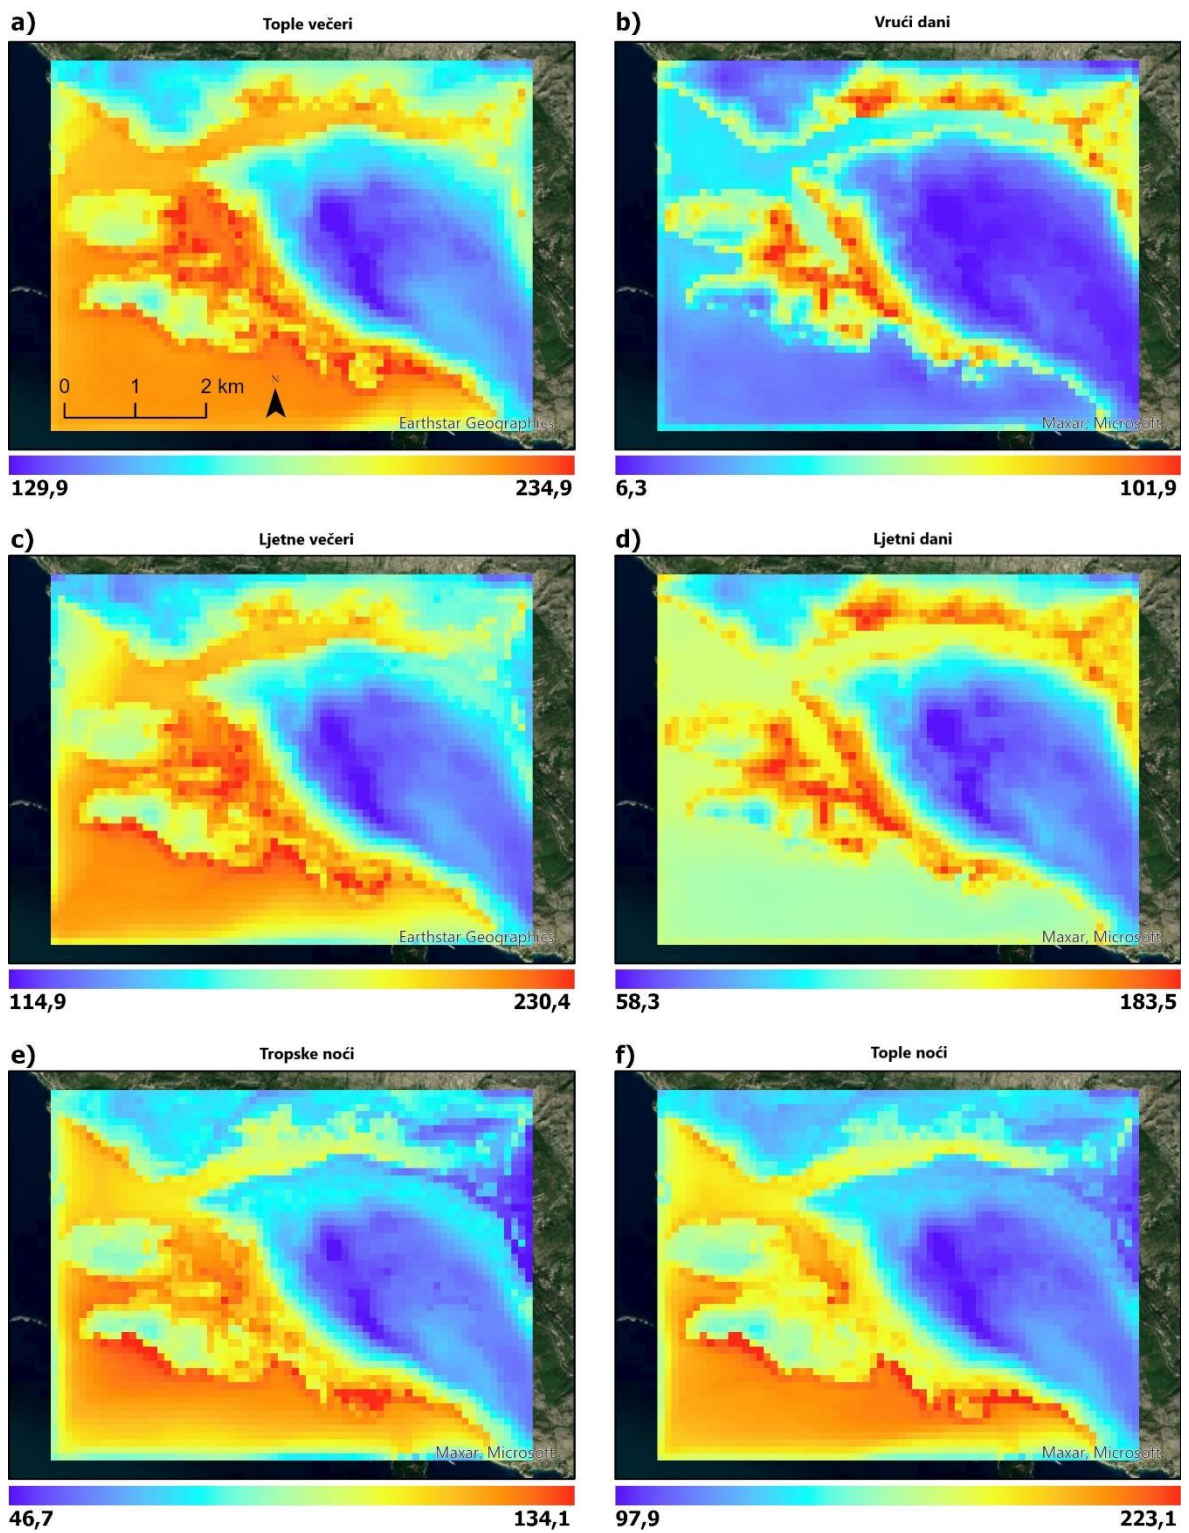 a) Tople večeri
b) Vrući dani
0 1 2 km
N
Earthstar Geographics
Maxar, Microsoft
129,9 234,9
6,3 101,9
c) Ljetne večeri
d) Ljetni dani
Earthstar Geographics
Maxar, Microsoft
114,9 230,4
58,3 183,5
e) Tropske noći
f) Tople noći
Maxar, Microsoft
Maxar, Microsoft
46,7 134,1
97,9 223,1